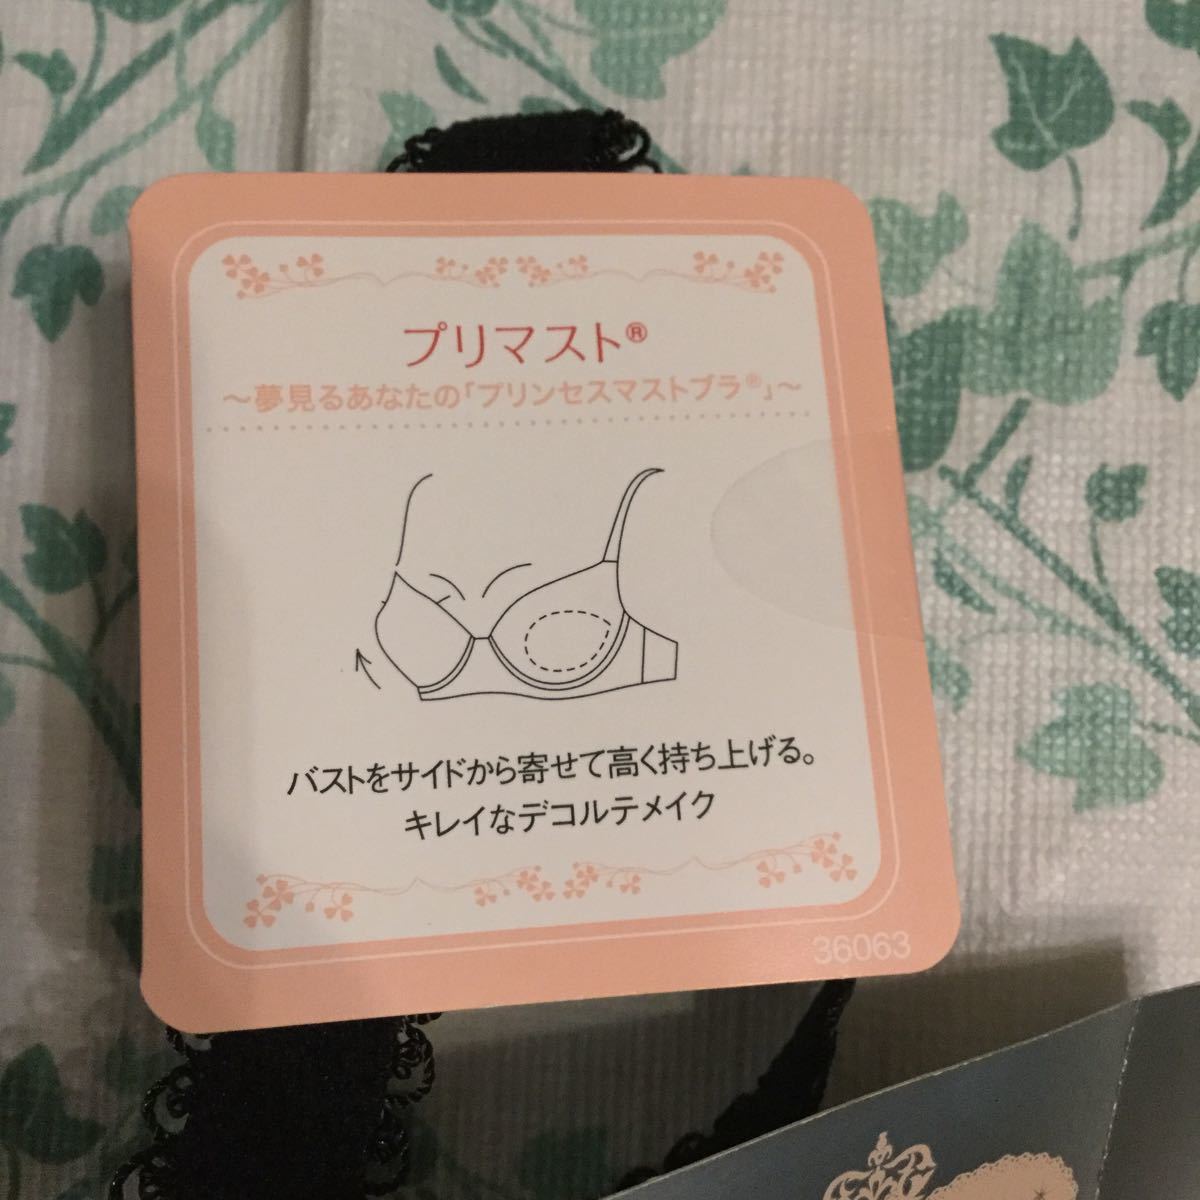 プリマスト®
～夢見るあなたの「プリンセスマストブラ®」～
バストをサイドから寄せて高く持ち上げる。
キレイなデコルテメイク
36063